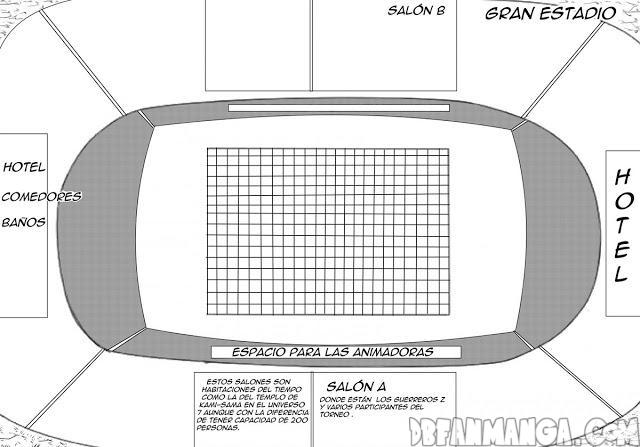 SALÓN B
GRAN ESTADIO
HOTEL
COMEDORES
BAÑOS
HOTEL
ESPACIO PARA LAS ANIMADORAS
ESTOS SALONES SON
HABITACIONES DEL TIEMPO
COMO LA DEL TEMPLO DE
KAMI-SAMA EN EL UNIVERSO
7 AUNQUE CON LA DIFERENCIA
DE TENER CAPACIDAD DE 200
PERSONAS.
SALÓN A
DONDE ESTÁN LOS GUERREROS Z
Y VARIOS PARTICIPANTES DEL
TORNEO .
DBFANMANGA.COM